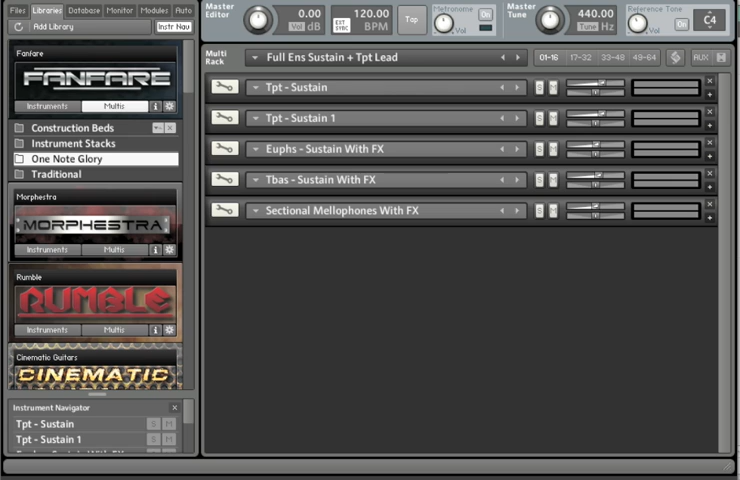 Files Libraries Database Monitor Modules Auto
Add Library Instr Nav
Master Editor 0.00 Vol dB EXT SYNC 120.00 BPM Tap Metronome On Vol
Master Tune 440.00 Tune Hz Reference Tone On Vol C4
Fanfare
FANFARE
Instruments Multis i
Construction Beds
Instrument Stacks
One Note Glory
Traditional
Morphestra
MORPHESTRA
Instruments Multis i
Rumble
RUMBLE
Instruments Multis i
Cinematic Guitars
CINEMATIC
Instrument Navigator
Tpt - Sustain S M
Tpt - Sustain 1 S M
Multi Rack Full Ens Sustain + Tpt Lead 01-16 17-32 33-48 49-64 AUX
Tpt - Sustain S M
Tpt - Sustain 1 S M
Euphs - Sustain With FX S M
Tbas - Sustain With FX S M
Sectional Mellophones With FX S M